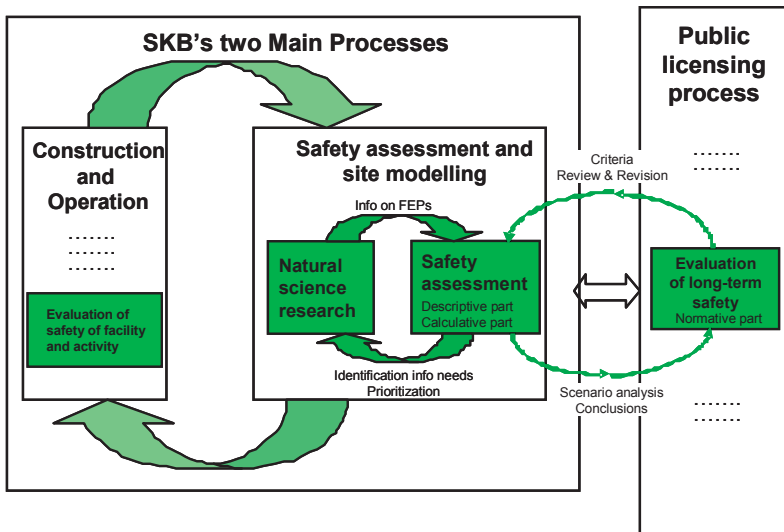 SKB's two Main Processes
Construction
and
Operation
Evaluation of
safety of facility
and activity
Safety assessment and
site modelling
Info on FEPs
Natural
science
research
Safety
assessment
Descriptive part
Calculative part
Identification info needs
Prioritization
Public
licensing
process
Criteria
Review & Revision
Evaluation
of long-term
safety
Normative part
Scenario analysis
Conclusions